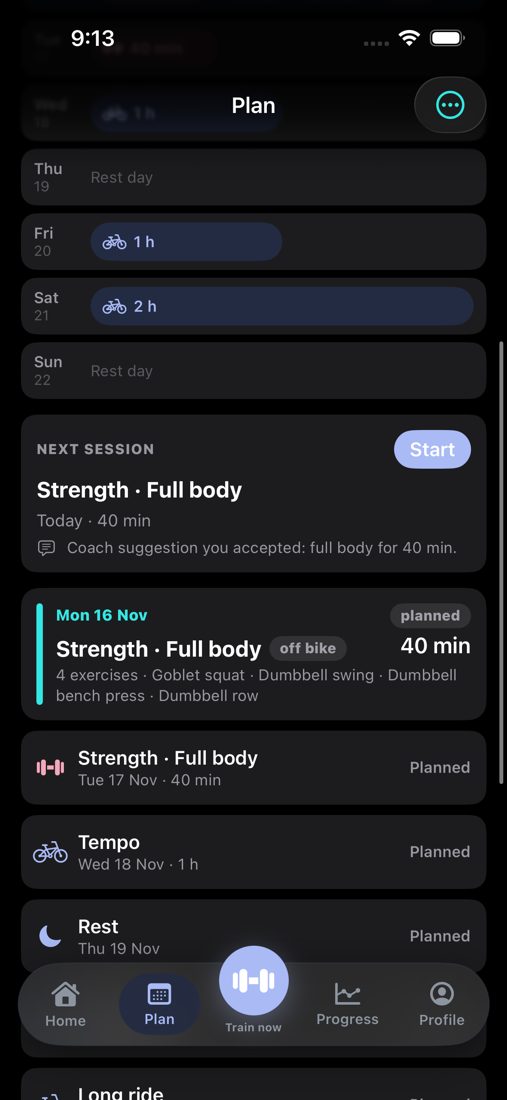 9:13
Plan
Wed
18
1 h
Thu
19
Rest day
Fri
20
1 h
Sat
21
2 h
Sun
22
Rest day
NEXT SESSION
Start
Strength · Full body
Today · 40 min
Coach suggestion you accepted: full body for 40 min.
Mon 16 Nov
planned
Strength · Full body
off bike
40 min
4 exercises · Goblet squat · Dumbbell swing · Dumbbell
bench press · Dumbbell row
Strength · Full body
Tue 17 Nov · 40 min
Planned
Tempo
Wed 18 Nov · 1 h
Planned
Rest
Thu 19 Nov
Planned
Home
Plan
Train now
Progress
Profile
Long ride